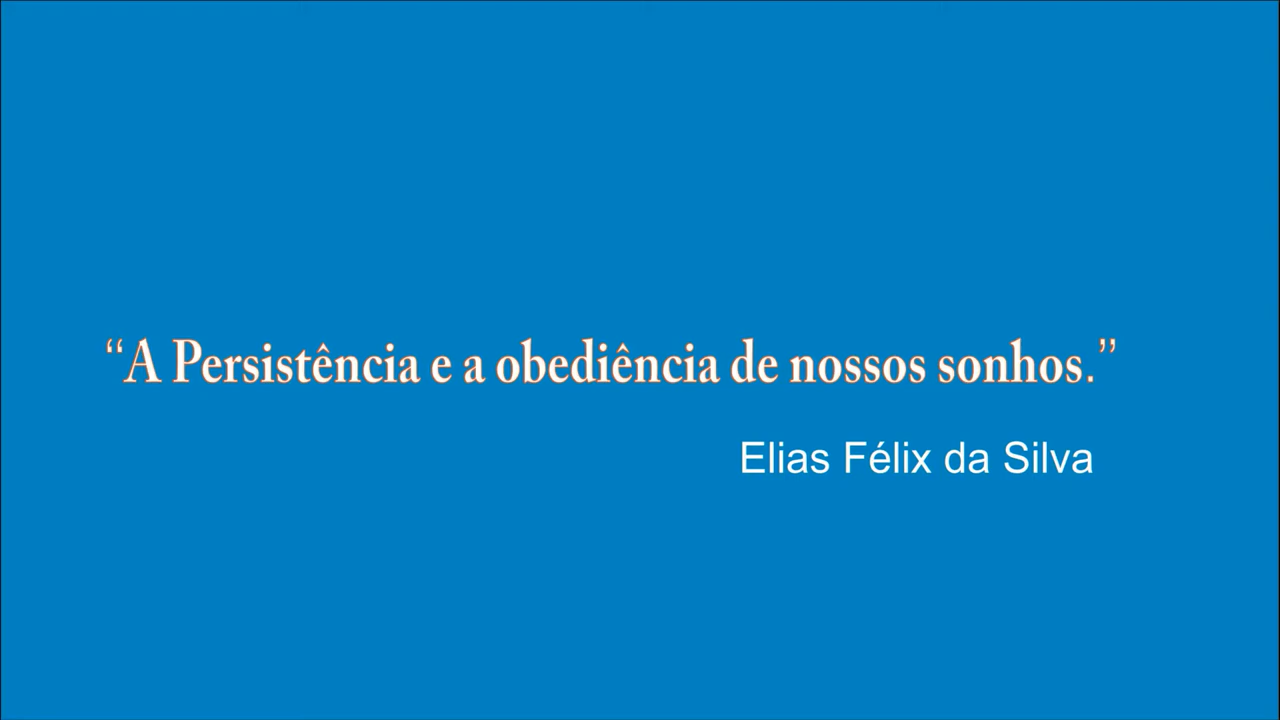 “A Persistência e a obediência de nossos sonhos.”
Elias Félix da Silva